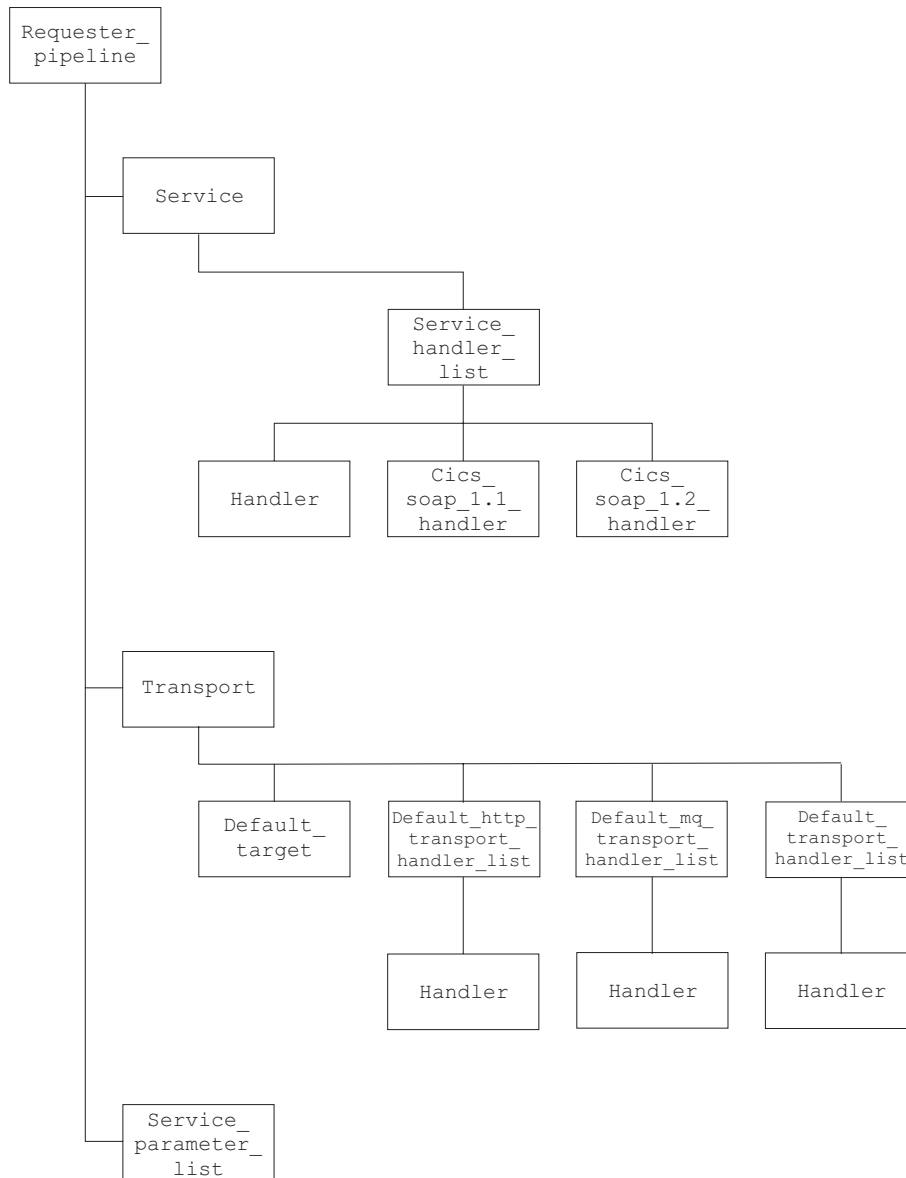 Requester_
pipeline
Service
Service_
handler_
list
Handler
Cics_
soap_1.1_
handler
Cics_
soap_1.2_
handler
Transport
Default_
target
Default_http_
transport_
handler_list
Default_mq_
transport_
handler_list
Default_
transport_
handler_list
Handler
Handler
Handler
Service_
parameter_
list